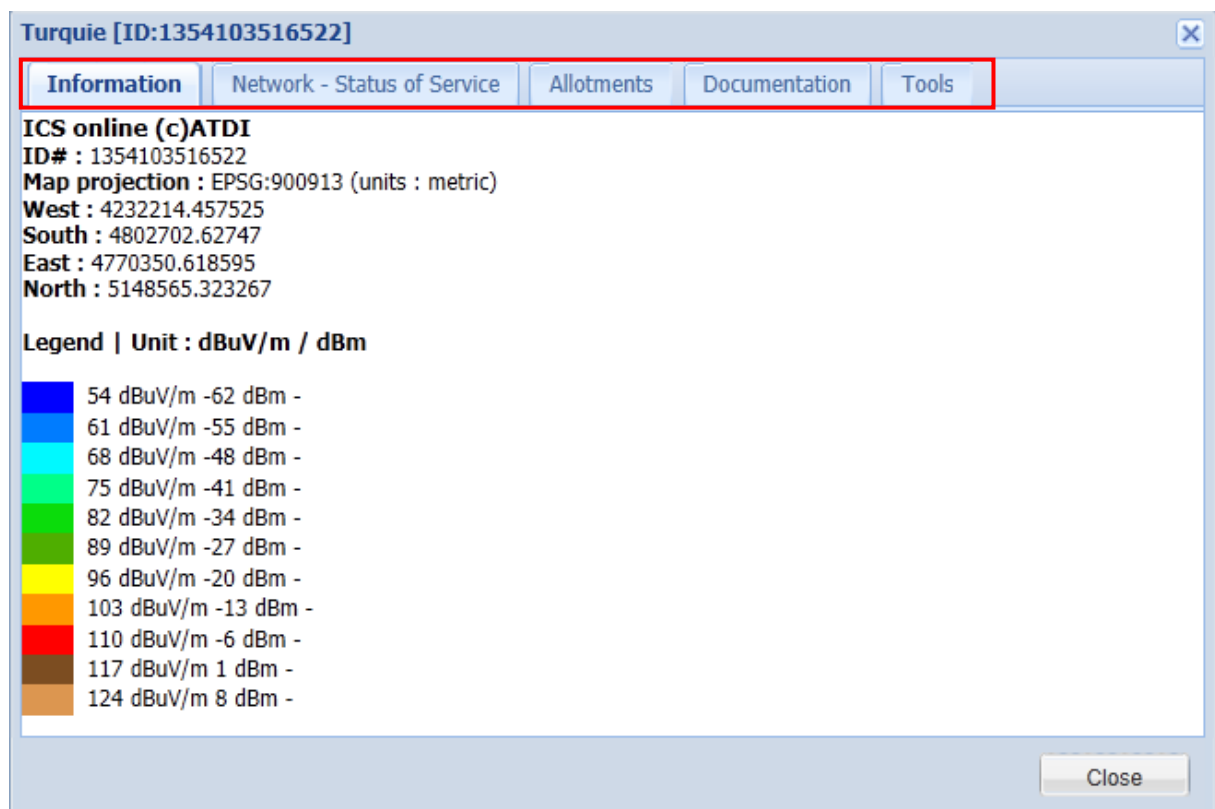 Turquie [ID:1354103516522]
Information Network - Status of Service Allotments Documentation Tools
ICS online (c)ATDI
ID# : 1354103516522
Map projection : EPSG:900913 (units : metric)
West : 4232214.457525
South : 4802702.62747
East : 4770350.618595
North : 5148565.323267
Legend | Unit : dBuV/m / dBm
54 dBuV/m -62 dBm -
61 dBuV/m -55 dBm -
68 dBuV/m -48 dBm -
75 dBuV/m -41 dBm -
82 dBuV/m -34 dBm -
89 dBuV/m -27 dBm -
96 dBuV/m -20 dBm -
103 dBuV/m -13 dBm -
110 dBuV/m -6 dBm -
117 dBuV/m 1 dBm -
124 dBuV/m 8 dBm -
Close